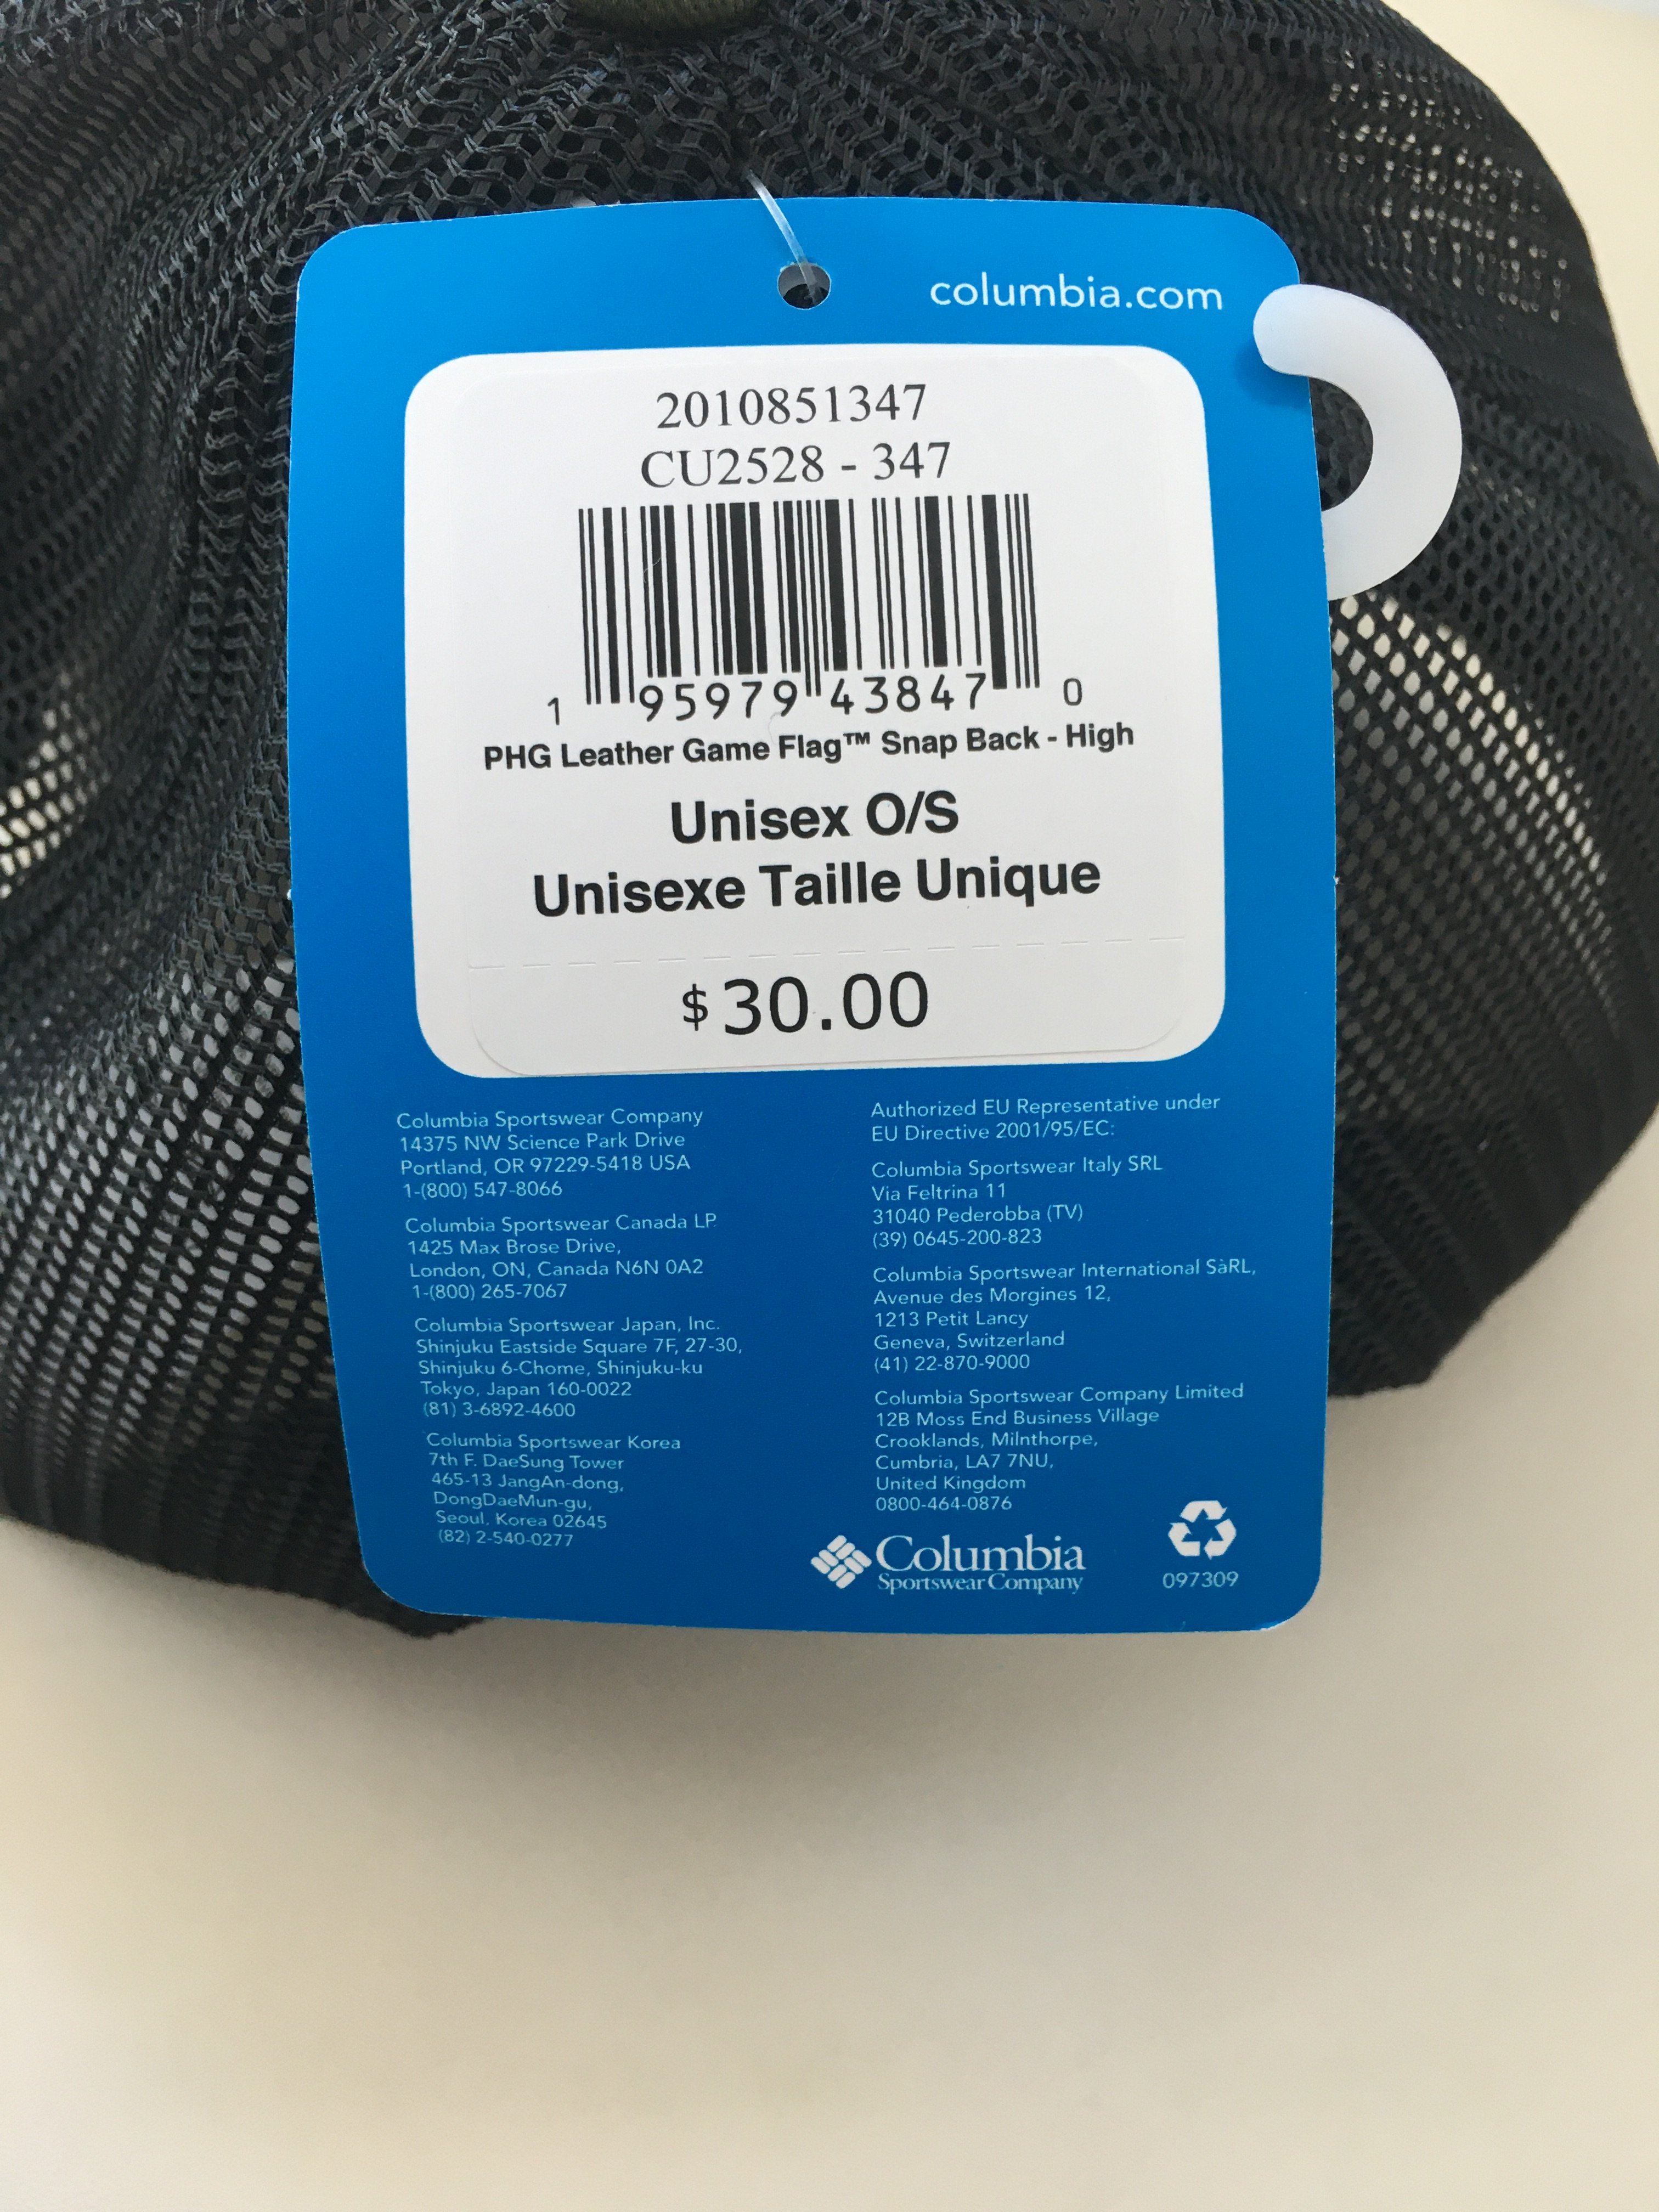 columbia.com
2010851347
CU2528 - 347
1 95979 43847 0
PHG Leather Game Flag™ Snap Back - High
Unisex O/S
Unisexe Taille Unique
$30.00
Columbia Sportswear Company
14375 NW Science Park Drive
Portland, OR 97229-5418 USA
1-(800) 547-8066
Columbia Sportswear Canada LP
1425 Max Brose Drive,
London, ON, Canada N6N 0A2
1-(800) 265-7067
Columbia Sportswear Japan, Inc.
Shinjuku Eastside Square 7F, 27-30,
Shinjuku 6-Chome, Shinjuku-ku
Tokyo, Japan 160-0022
(81) 3-6892-4600
Columbia Sportswear Korea
7th F. DaeSung Tower
465-13 JangAn-dong,
DongDaeMun-gu,
Seoul, Korea 02645
(82) 2-540-0277
Authorized EU Representative under
EU Directive 2001/95/EC:
Columbia Sportswear Italy SRL
Via Feltrina 11
31040 Pederobba (TV)
(39) 0645-200-823
Columbia Sportswear International SàRL,
Avenue des Morgines 12,
1213 Petit Lancy
Geneva, Switzerland
(41) 22-870-9000
Columbia Sportswear Company Limited
12B Moss End Business Village
Crooklands, Milnthorpe,
Cumbria, LA7 7NU,
United Kingdom
0800-464-0876
Columbia
Sportswear Company
097309